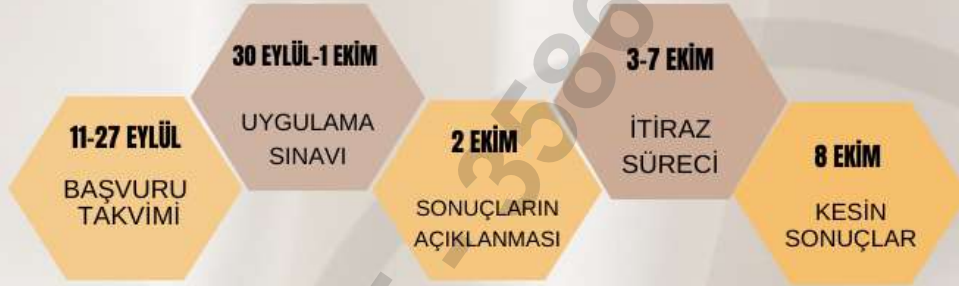 11-27 EYLÜL
BAŞVURU
TAKVİMİ
30 EYLÜL-1 EKİM
UYGULAMA
SINAVI
2 EKİM
SONUÇLARIN
AÇIKLANMASI
3-7 EKİM
İTİRAZ
SÜRECİ
8 EKİM
KESİN
SONUÇLAR